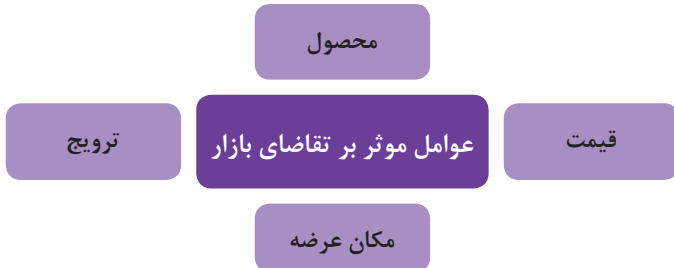 محصول
قیمت
عوامل موثر بر تقاضای بازار
ترویج
مکان عرضه